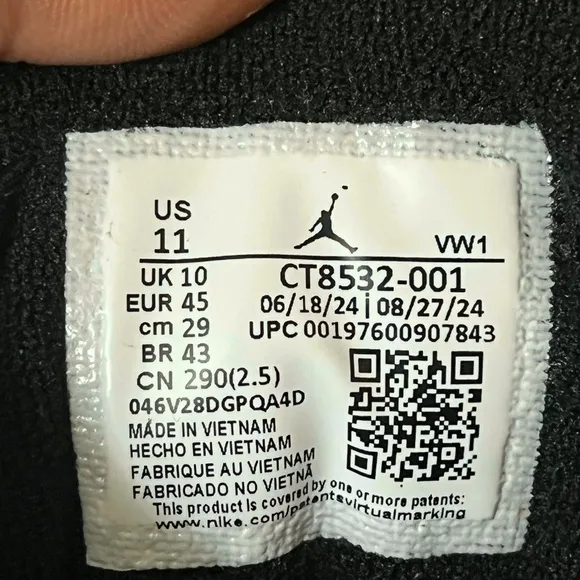 US
11
VW1
UK 10
CT8532-001
EUR 45
06/18/24 | 08/27/24
cm 29
UPC 00197600907843
BR 43
CN 290(2.5)
046V28DGPQA4D
MADE IN VIETNAM
HECHO EN VIETNAM
FABRIQUE AU VIETNAM
FABRICADO NO VIETNÃ
This product is covered by one or more patents:
www.nike.com/patentsvirtualmarking